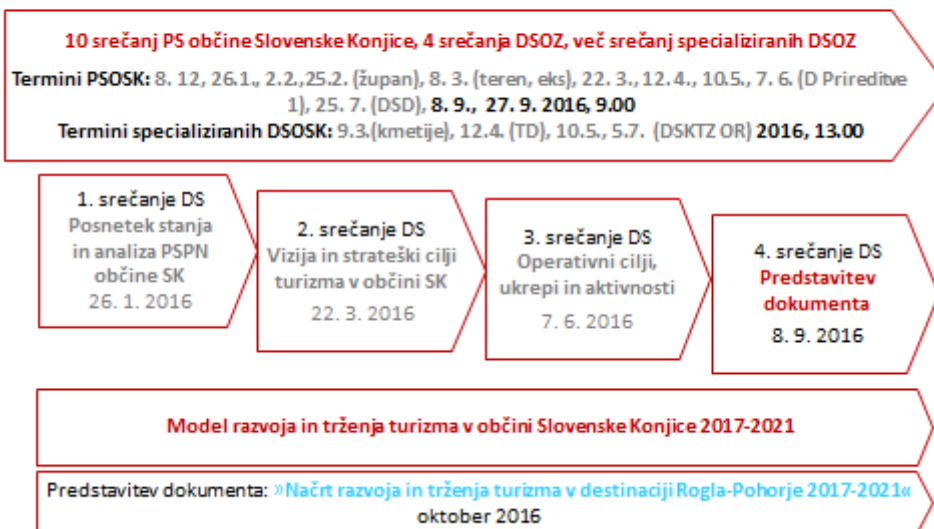 10 srečanj PS občine Slovenske Konjice, 4 srečanja DSOZ, več srečanj specializiranih DSOZ
Termini PSOSK: 8. 12, 26.1., 2.2.,25.2. (župan), 8. 3. (teren, eks), 22. 3., 12. 4., 10.5., 7. 6. (D Prireditve
1), 25. 7. (DSD), 8. 9., 27. 9. 2016, 9.00
Termini specializiranih DSOSK: 9.3.(kmetije), 12.4. (TD), 10.5., 5.7. (DSKTZ OR) 2016, 13.00
1. srečanje DS
Posnetek stanja
in analiza PSPN
občine SK
26. 1. 2016
2. srečanje DS
Vizija in strateški cilji
turizma v občini SK
22. 3. 2016
3. srečanje DS
Operativni cilji,
ukrepi in aktivnosti
7. 6. 2016
4. srečanje DS
Predstavitev
dokumenta
8. 9. 2016
Model razvoja in trženja turizma v občini Slovenske Konjice 2017-2021
Predstavitev dokumenta: »Načrt razvoja in trženja turizma v destinaciji Rogla-Pohorje 2017-2021«
oktober 2016